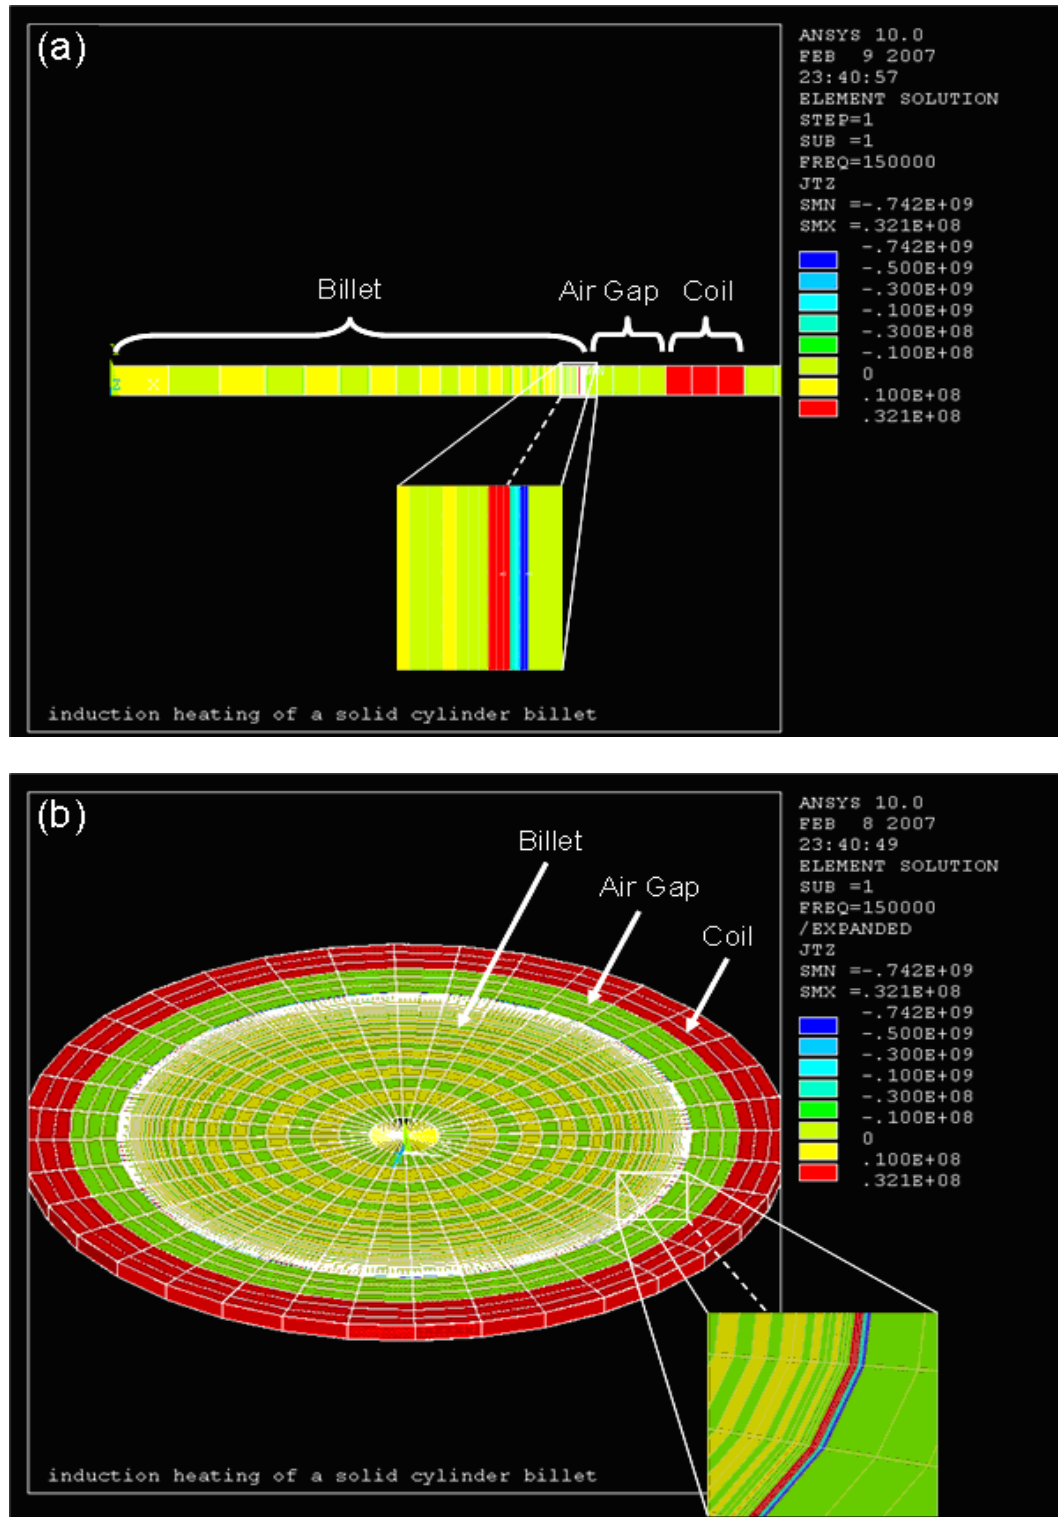 (a)
ANSYS 10.0
FEB 9 2007
23:40:57
ELEMENT SOLUTION
STEP=1
SUB =1
FREQ=150000
JTZ
SMN =-.742E+09
SMX =.321E+08
-.742E+09
-.500E+09
-.300E+09
-.100E+09
-.300E+08
-.100E+08
0
.100E+08
.321E+08
Billet
Air Gap
Coil
Z
X
induction heating of a solid cylinder billet
(b)
ANSYS 10.0
FEB 8 2007
23:40:49
ELEMENT SOLUTION
SUB =1
FREQ=150000
/EXPANDED
JTZ
SMN =-.742E+09
SMX =.321E+08
-.742E+09
-.500E+09
-.300E+09
-.100E+09
-.300E+08
-.100E+08
0
.100E+08
.321E+08
Billet
Air Gap
Coil
induction heating of a solid cylinder billet